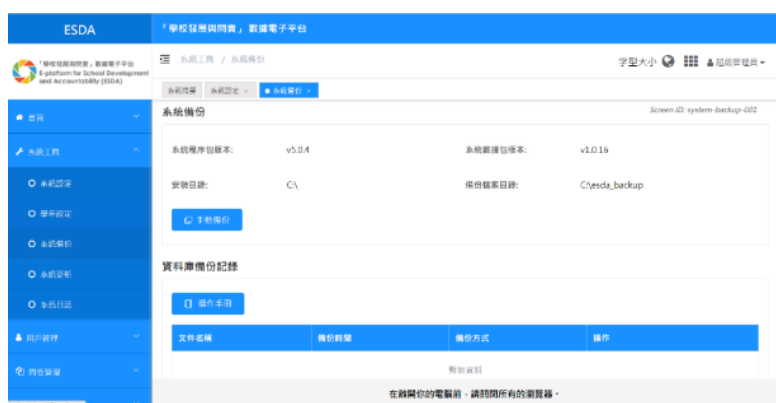 ESDA
「學校發展與問責」數據電子平台
「學校發展與問責」數據電子平台
E-platform for School Development
and Accountability (ESDA)
系統工具 / 系統備份
字型大小
超級管理員
系統概要
系統設定 ×
系統備份 ×
首頁
系統工具
系統設定
學年設定
系統備份
系統更新
系統日誌
用戶管理
問卷管理
系統備份
Screen ID: system-backup-001
系統程序包版本: v5.0.4
系統數據包版本: v1.0.16
安裝目錄: C:\
備份檔案目錄: C:\esda_backup
手動備份
資料庫備份記錄
操作手冊
文件名稱 備份時間 備份方式 操作
暫無資料
在離開你的電腦前，請關閉所有的瀏覽器。